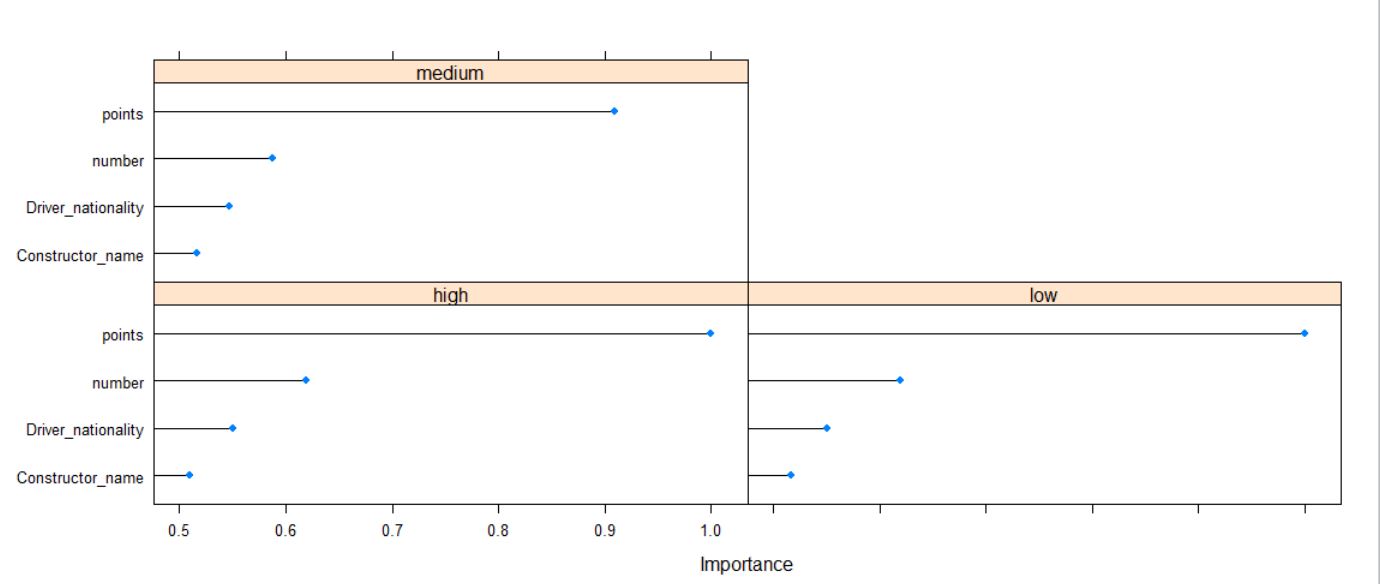 medium
points
number
Driver_nationality
Constructor_name
high
low
points
number
Driver_nationality
Constructor_name
0.5 0.6 0.7 0.8 0.9 1.0
Importance